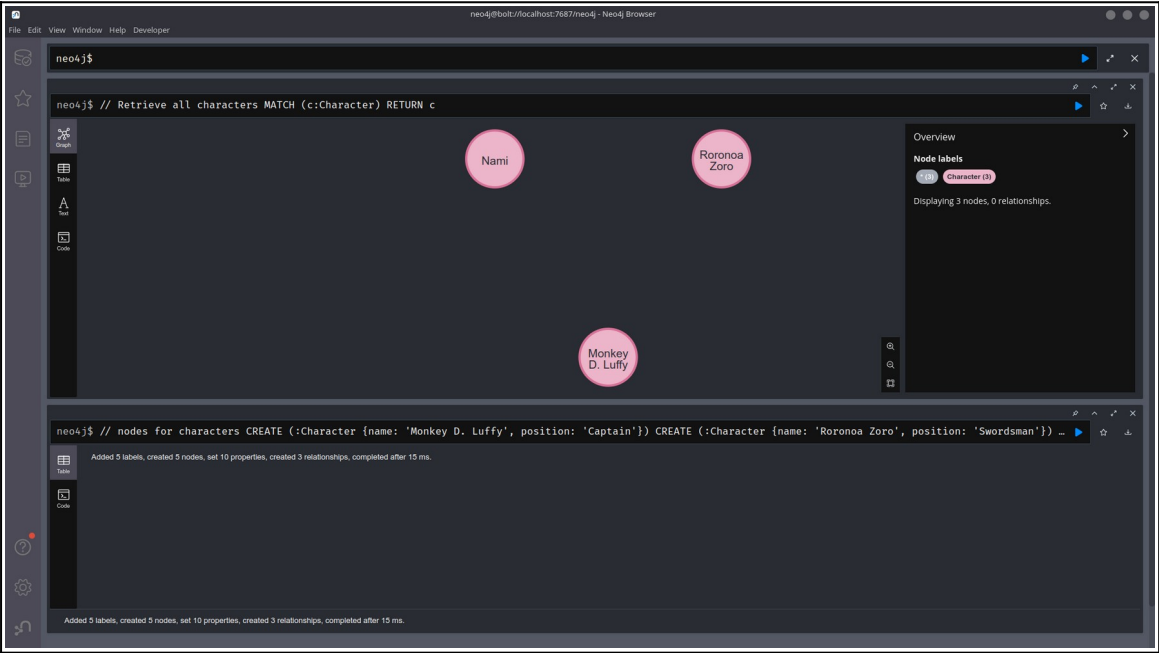 neo4j@bolt://localhost:7687/neo4j - Neo4j Browser
File Edit View Window Help Developer
neo4j$
neo4j$ // Retrieve all characters MATCH (c:Character) RETURN c
Graph
Table
Text
Code
Nami
Roronoa
Zoro
Monkey
D. Luffy
Overview
Node labels
* (3) Character (3)
Displaying 3 nodes, 0 relationships.
neo4j$ // nodes for characters CREATE (:Character {name: 'Monkey D. Luffy', position: 'Captain'}) CREATE (:Character {name: 'Roronoa Zoro', position: 'Swordsman'}) …
Table
Code
Added 5 labels, created 5 nodes, set 10 properties, created 3 relationships, completed after 15 ms.
Added 5 labels, created 5 nodes, set 10 properties, created 3 relationships, completed after 15 ms.